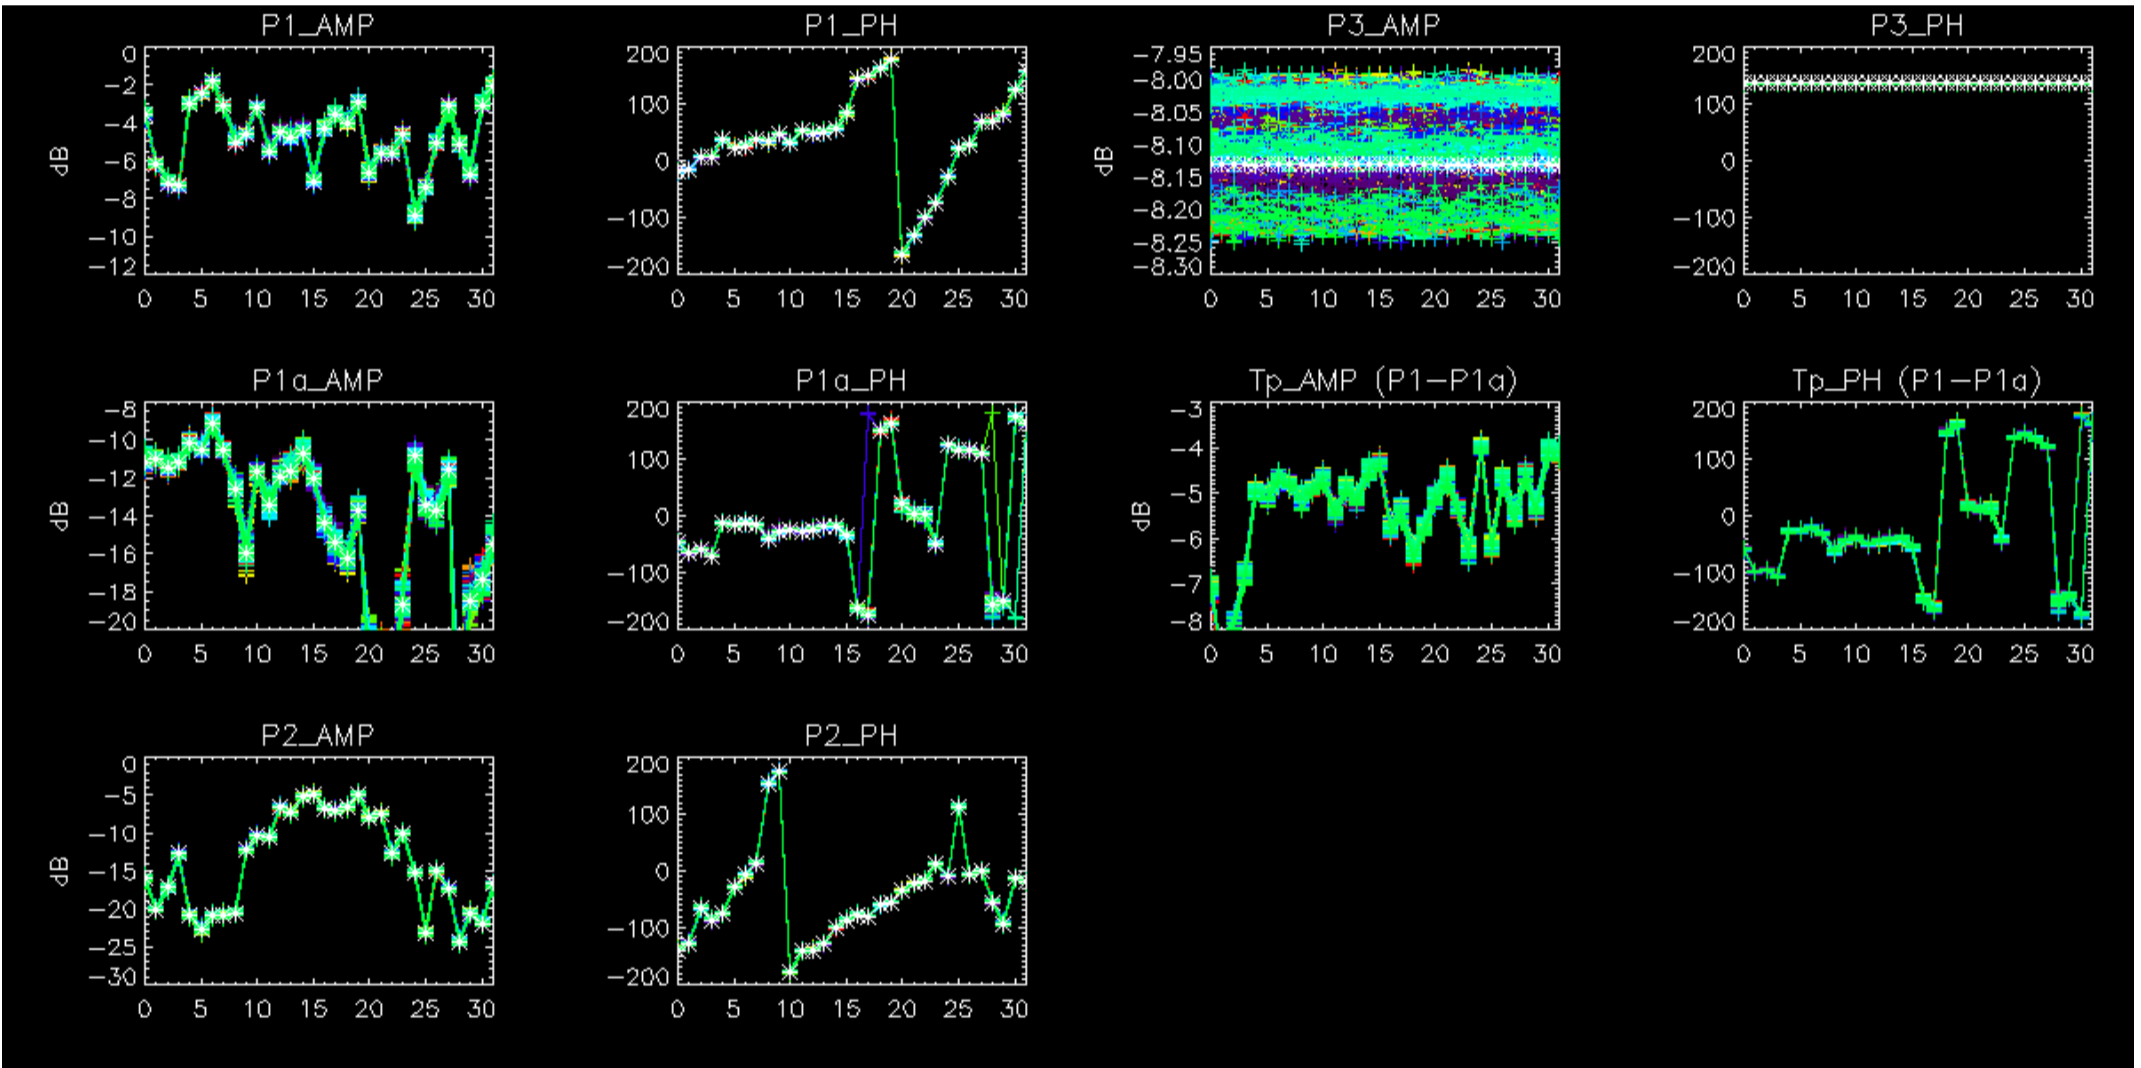 P1_AMP P1_PH P3_AMP P3_PH
0 200 −7.95 200
−2 100 −8.00 100
−4 0 −8.05 0
−6 −100 −8.10 −100
−8 −200 −8.15 −200
−10 −8.20
−12 −8.25
−8.30
dB dB
0 5 10 15 20 25 30 0 5 10 15 20 25 30 0 5 10 15 20 25 30 0 5 10 15 20 25 30
P1a_AMP P1a_PH Tp_AMP (P1−P1a) Tp_PH (P1−P1a)
−8 200 −3 200
−10 100 −4 100
−12 0 −5 0
−14 −100 −6 −100
−16 −200 −7 −200
−18 −8
−20
dB dB
0 5 10 15 20 25 30 0 5 10 15 20 25 30 0 5 10 15 20 25 30 0 5 10 15 20 25 30
P2_AMP P2_PH
0 200
−5 100
−10 0
−15 −100
−20 −200
−25
−30
dB
0 5 10 15 20 25 30 0 5 10 15 20 25 30